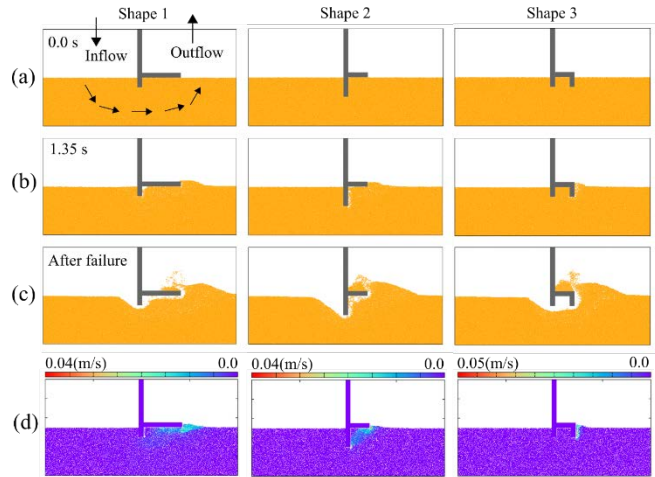 Shape 1 Shape 2 Shape 3
0.0 s
Inflow Outflow
(a)
1.35 s
(b)
After failure
(c)
0.04(m/s) 0.0 0.04(m/s) 0.0 0.05(m/s) 0.0
(d)